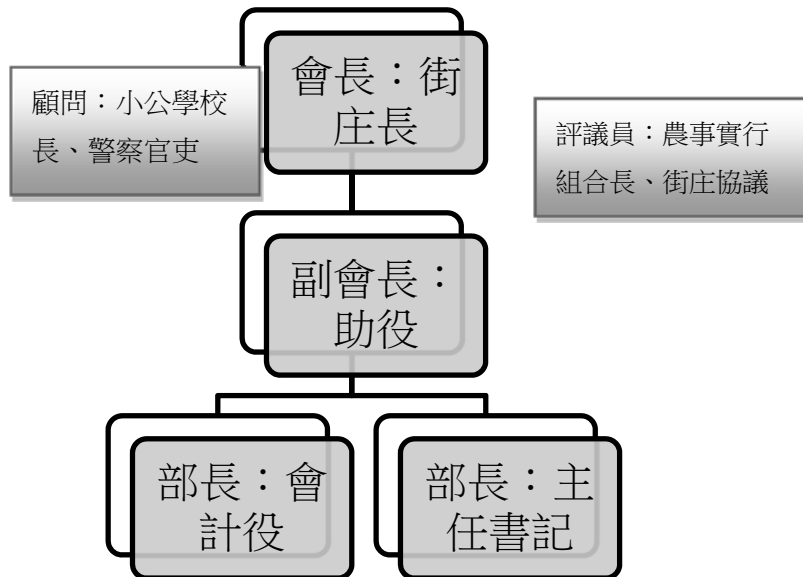 會長：街
庄長
顧問：小公學校
長、警察官吏
評議員：農事實行
組合長、街庄協議
副會長：
助役
部長：會
計役
部長：主
任書記